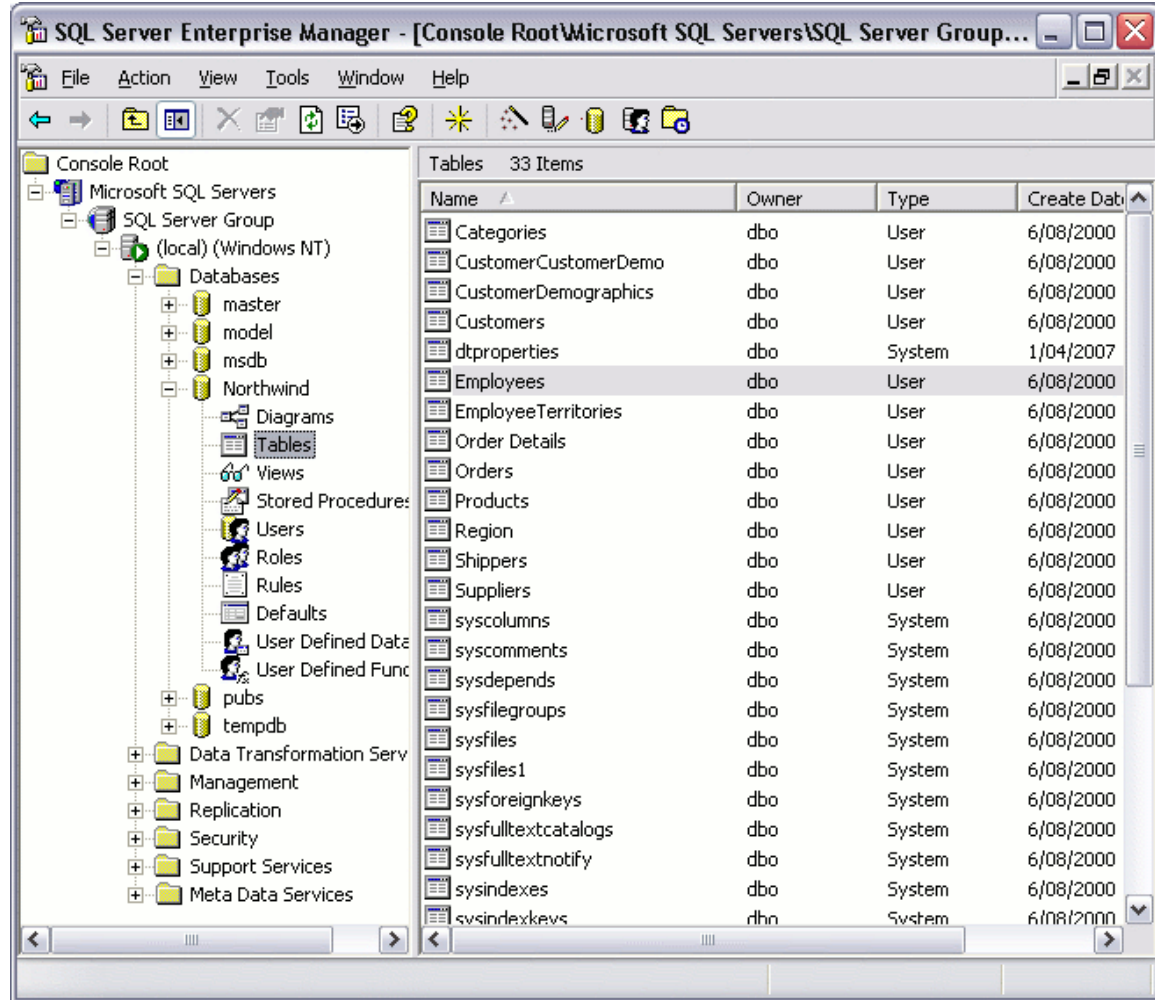 SQL Server Enterprise Manager - [Console Root\Microsoft SQL Servers\SQL Server Group...
File Action View Tools Window Help
Console Root
Microsoft SQL Servers
SQL Server Group
(local) (Windows NT)
Databases
master
model
msdb
Northwind
Diagrams
Tables
Views
Stored Procedures
Users
Roles
Rules
Defaults
User Defined Data
User Defined Func
pubs
tempdb
Data Transformation Serv
Management
Replication
Security
Support Services
Meta Data Services
Tables 33 Items
Name Owner Type Create Date
Categories dbo User 6/08/2000
CustomerCustomerDemo dbo User 6/08/2000
CustomerDemographics dbo User 6/08/2000
Customers dbo User 6/08/2000
dtproperties dbo System 1/04/2007
Employees dbo User 6/08/2000
EmployeeTerritories dbo User 6/08/2000
Order Details dbo User 6/08/2000
Orders dbo User 6/08/2000
Products dbo User 6/08/2000
Region dbo User 6/08/2000
Shippers dbo User 6/08/2000
Suppliers dbo User 6/08/2000
syscolumns dbo System 6/08/2000
syscomments dbo System 6/08/2000
sysdepends dbo System 6/08/2000
sysfilegroups dbo System 6/08/2000
sysfiles dbo System 6/08/2000
sysfiles1 dbo System 6/08/2000
sysforeignkeys dbo System 6/08/2000
sysfulltextcatalogs dbo System 6/08/2000
sysfulltextnotify dbo System 6/08/2000
sysindexes dbo System 6/08/2000
sysindexkeys dbo System 6/08/2000